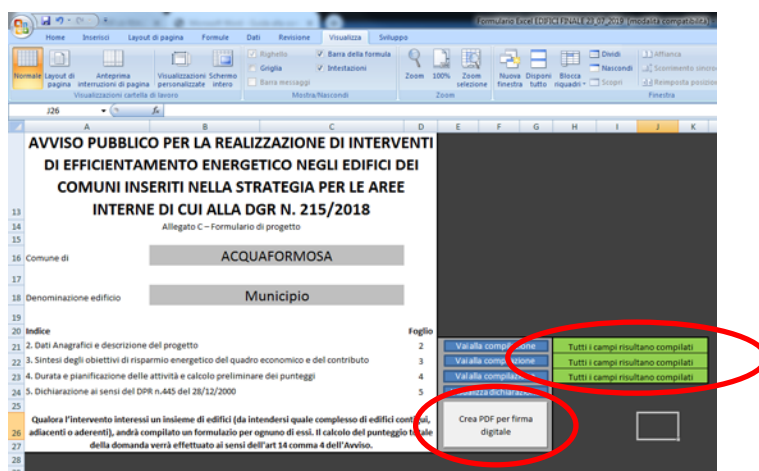 Formulario Excel EDIFICI FINALE 23_07_2019 [modalità compatibilità]
Home Inserisci Layout di pagina Formule Dati Revisione Visualizza Sviluppo
Righello Barra della formula
Griglia Intestazioni
Barra messaggi
Normale Layout di pagina Anteprima interruzioni di pagina Visualizzazioni personalizzate Schermo intero
Zoom 100% Zoom selezione
Nuova finestra Disponi tutto Blocca riquadri
Dividi
Nascondi
Scopri
Affianca
Scorrimento sincro
Reimposta posizion
Visualizzazioni cartella di lavoro Mostra/Nascondi Zoom Finestra
J26 fx
A B C D E F G H I J K
AVVISO PUBBLICO PER LA REALIZZAZIONE DI INTERVENTI
DI EFFICIENTAMENTO ENERGETICO NEGLI EDIFICI DEI
COMUNI INSERITI NELLA STRATEGIA PER LE AREE
13 INTERNE DI CUI ALLA DGR N. 215/2018
14 Allegato C – Formulario di progetto
15
16 Comune di ACQUAFORMOSA
17
18 Denominazione edificio Municipio
19
20 Indice Foglio
21 2. Dati Anagrafici e descrizione del progetto 2 Vai alla compilazione Tutti i campi risultano compilati
22 3. Sintesi degli obiettivi di risparmio energetico del quadro economico e del contributo 3 Vai alla compilazione Tutti i campi risultano compilati
23 4. Durata e pianificazione delle attività e calcolo preliminare dei punteggi 4 Vai alla compilazione Tutti i campi risultano compilati
24 5. Dichiarazione ai sensi del DPR n.445 del 28/12/2000 5 dichiarazione
25
Qualora l'intervento interessi un insieme di edifici (da intendersi quale complesso di edifici contigui,
26 adiacenti o aderenti), andrà compilato un formulario per ognuno di essi. Il calcolo del punteggio totale
27 della domanda verrà effettuato ai sensi dell'art 14 comma 4 dell'Avviso.
Crea PDF per firma
digitale
28